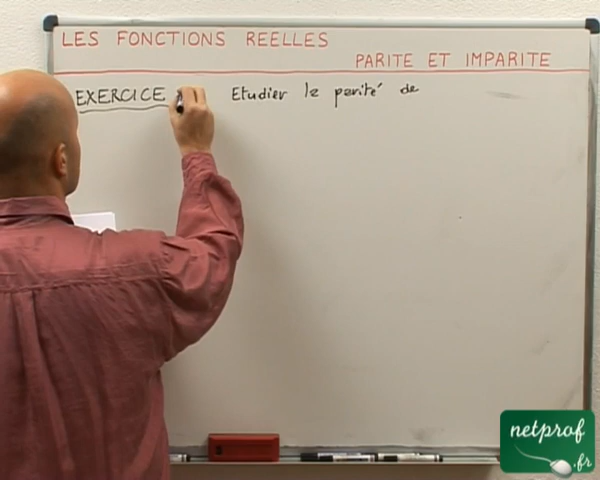 LES FONCTIONS REELLES
PARITE ET IMPARITE
EXERCICE Etudier la parité de
netprof
.fr